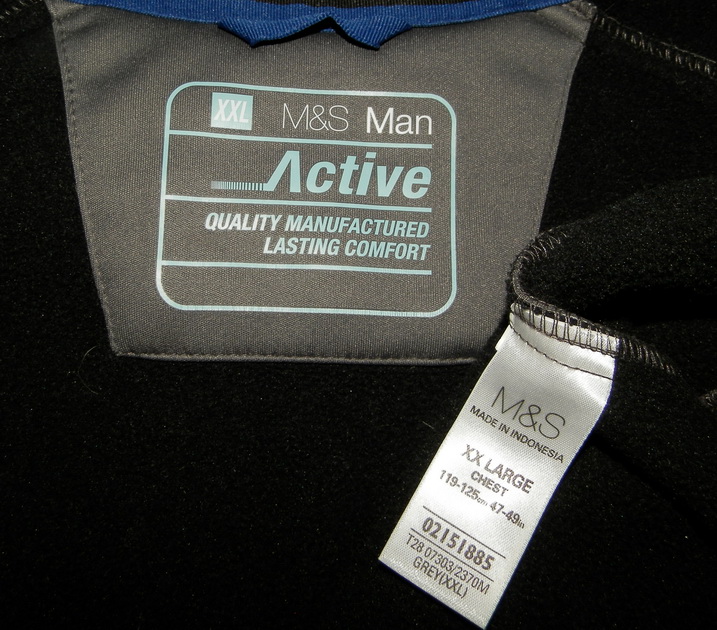 XXL M&S Man
Active
QUALITY MANUFACTURED
LASTING COMFORT
M&S
MADE IN INDONESIA
XX LARGE
CHEST
119-125cm 47-49in
02151885
T28 07303/2370M
GREY(XXL)